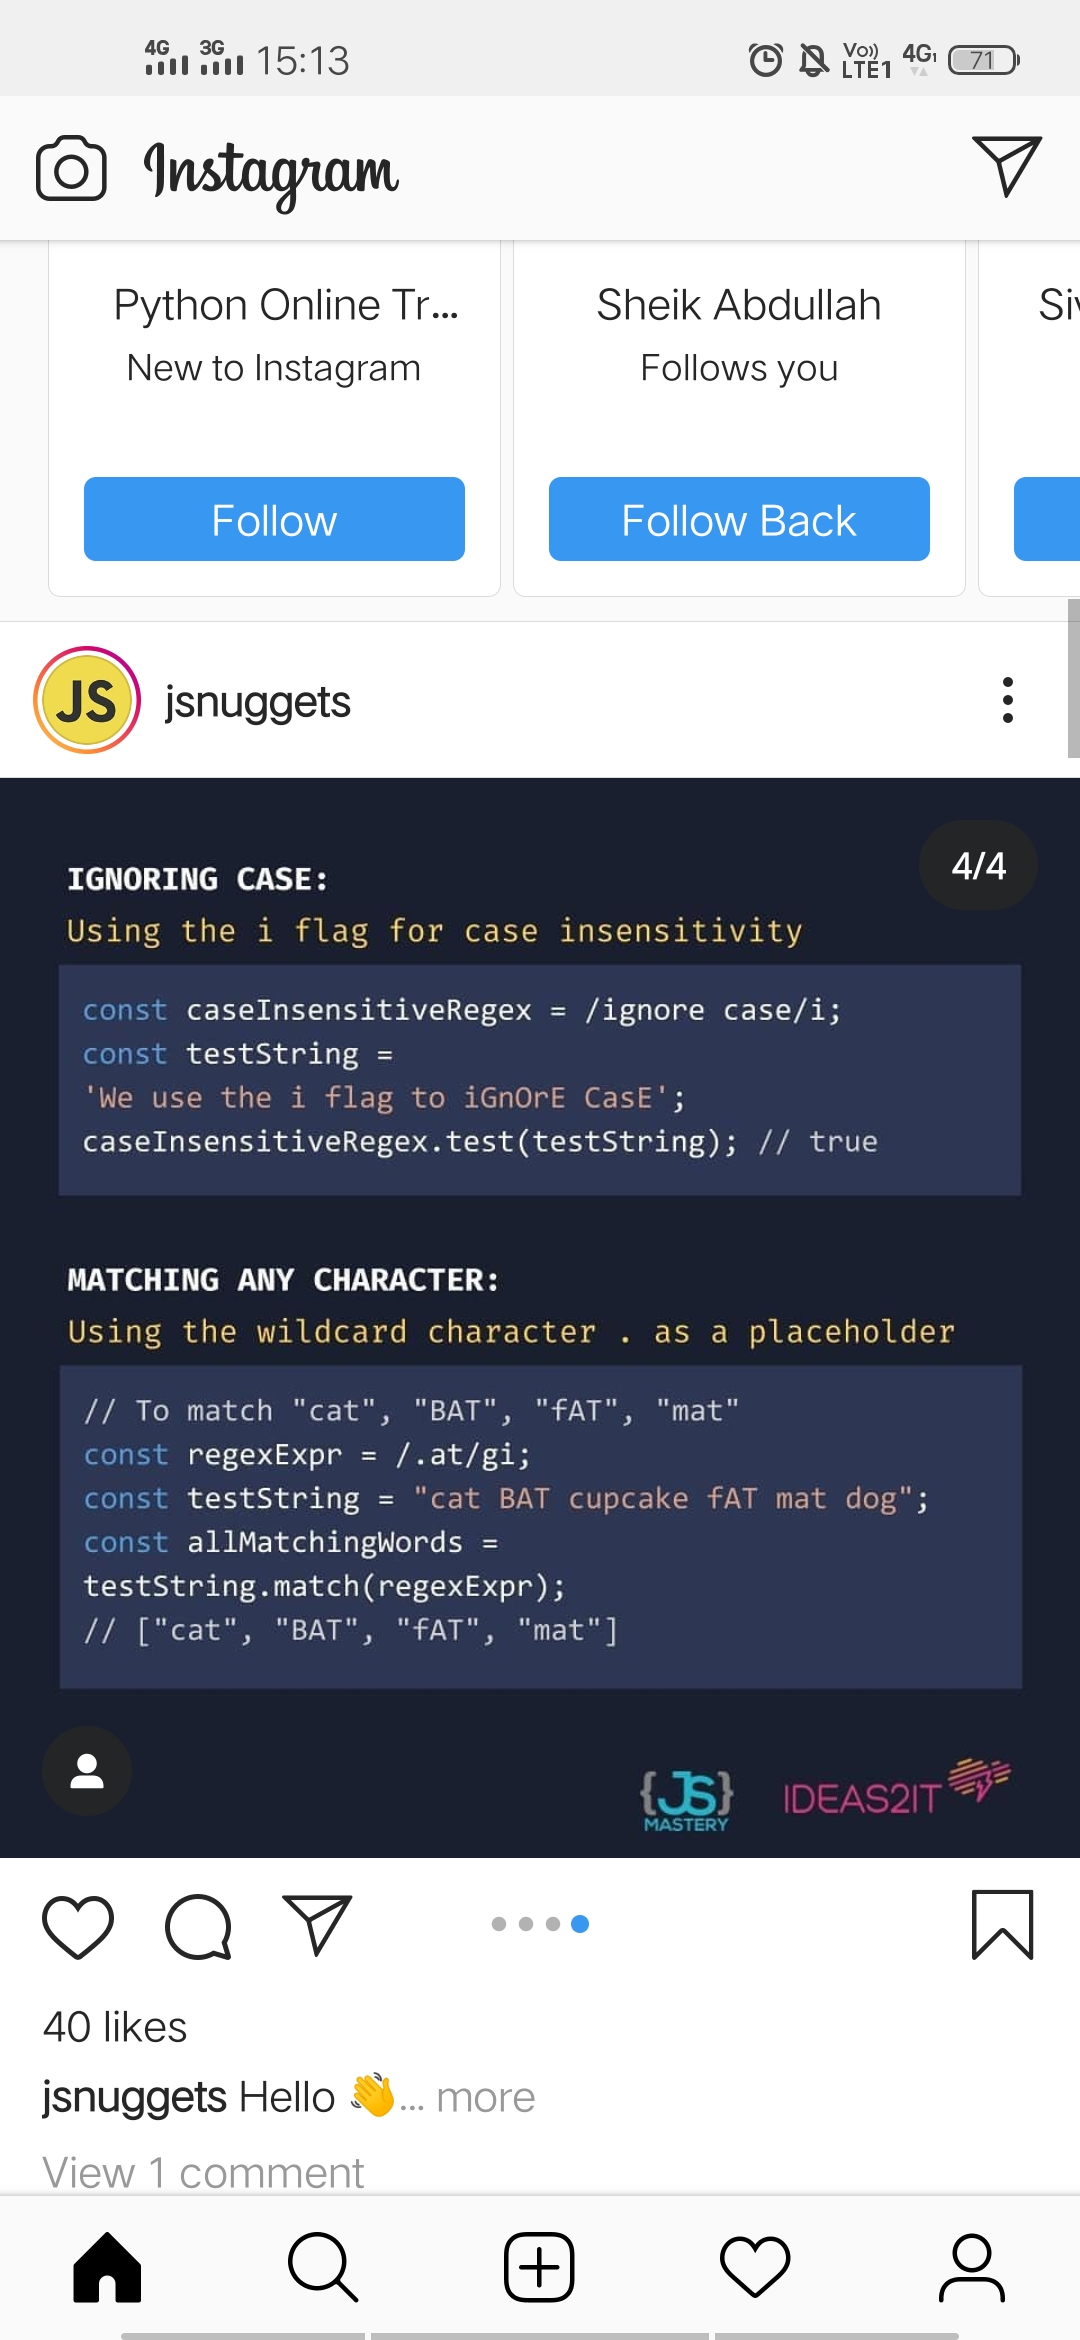 4G 3G 15:13 Vo)) LTE1 4G1 71
Instagram
Python Online Tr... Sheik Abdullah
New to Instagram Follows you
Follow Follow Back
JS jsnuggets
4/4
IGNORING CASE:
Using the i flag for case insensitivity
const caseInsensitiveRegex = /ignore case/i;
const testString =
'We use the i flag to iGnOrE CasE';
caseInsensitiveRegex.test(testString); // true
MATCHING ANY CHARACTER:
Using the wildcard character . as a placeholder
// To match "cat", "BAT", "fAT", "mat"
const regexExpr = /.at/gi;
const testString = "cat BAT cupcake fAT mat dog";
const allMatchingWords =
testString.match(regexExpr);
// ["cat", "BAT", "fAT", "mat"]
{JS} IDEAS2IT
MASTERY
40 likes
jsnuggets Hello 👋... more
View 1 comment